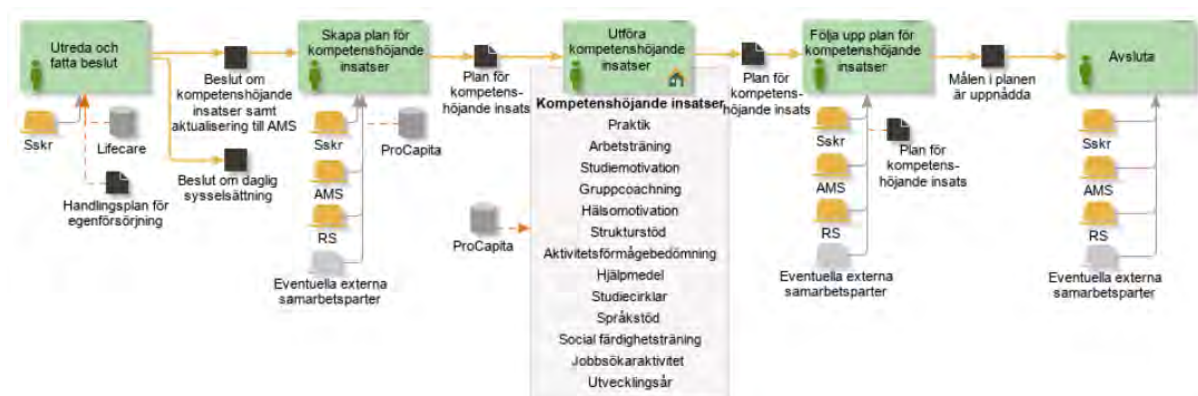 Utreda och
fatta beslut
Sskr
Lifecare
Handlingsplan för
egenförsörjning
Beslut om
kompetenshöjande
insatser samt
aktualisering till AMS
Beslut om daglig
sysselsättning
Skapa plan för
kompetenshöjande
insatser
Sskr
ProCapita
AMS
RS
Eventuella externa
samarbetsparter
Plan för
kompetens-
höjande insats
Utföra
kompetenshöjande
insatser
Kompetenshöjande insatser
Praktik
Arbetsträning
Studiemotivation
Gruppcoachning
Hälsomotivation
Strukturstöd
Aktivitetsförmågebedömning
Hjälpmedel
Studiecirklar
Språkstöd
Social färdighetsträning
Jobbsökaraktivitet
Utvecklingsår
ProCapita
Plan för
kompetens-
höjande insats
Följa upp plan för
kompetenshöjande
insatser
Sskr
Plan för
kompetens-
höjande insats
AMS
RS
Eventuella externa
samarbetsparter
Målen i planen
är uppnådda
Avsluta
Sskr
AMS
RS
Eventuella externa
samarbetsparter